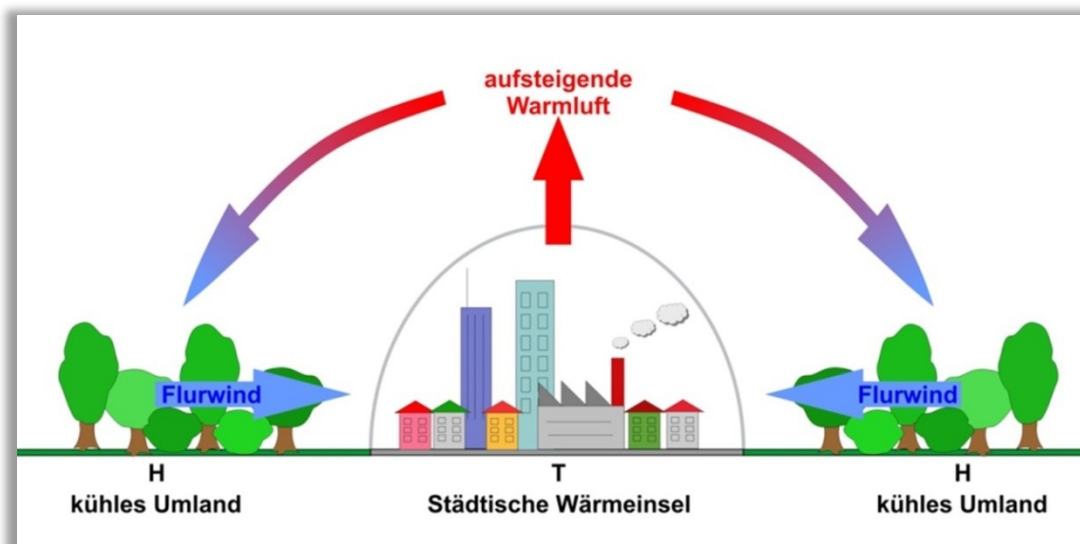 aufsteigende
Warmluft
Flurwind
Flurwind
H
T
H
kühles Umland
Städtische Wärmeinsel
kühles Umland